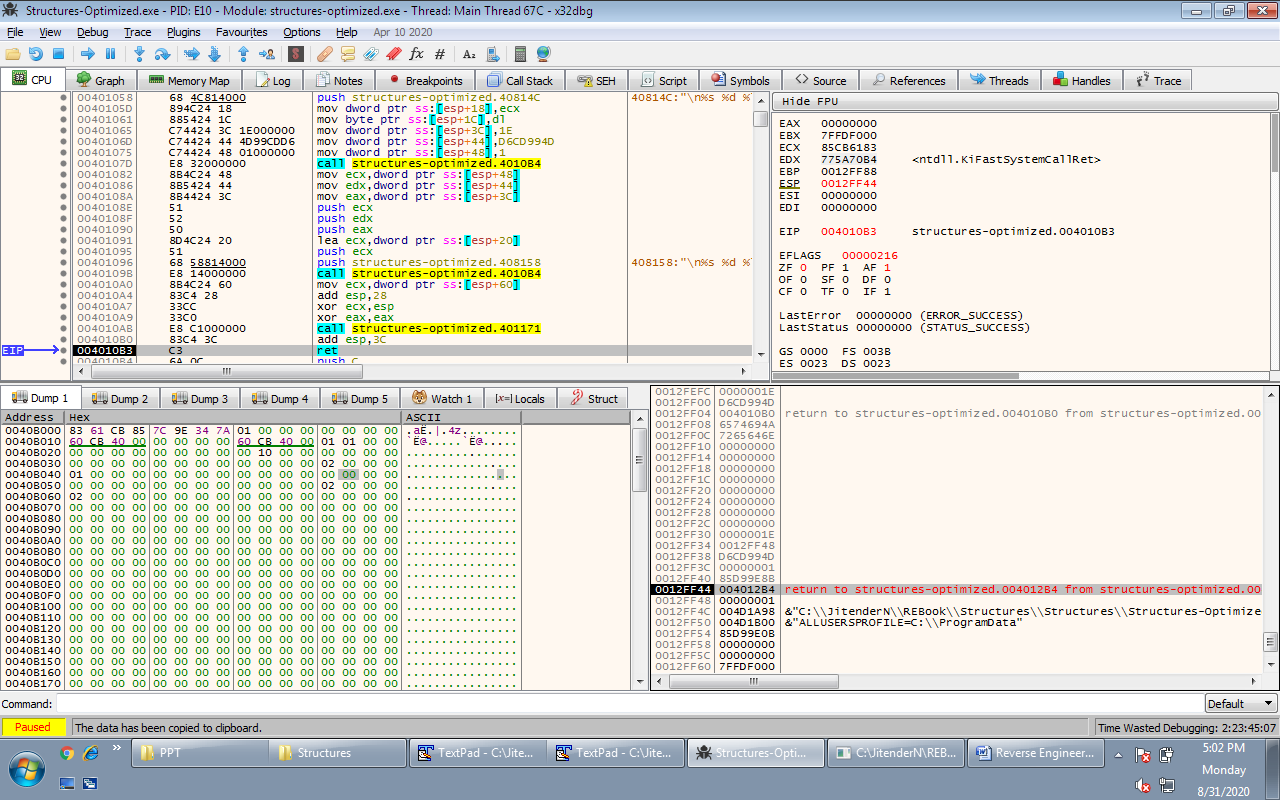 Structures-Optimized.exe - PID: E10 - Module: structures-optimized.exe - Thread: Main Thread 67C - x32dbg
File View Debug Trace Plugins Favourites Options Help Apr 10 2020
CPU Graph Memory Map Log Notes Breakpoints Call Stack SEH Script Symbols Source References Threads Handles Trace
00401058 68 4C814000 push structures-optimized.40814C 40814C:"\n%s %d %
0040105D 894C24 18 mov dword ptr ss:[esp+18],ecx
00401061 885424 1C mov byte ptr ss:[esp+1C],dl
00401065 C74424 3C 1E000000 mov dword ptr ss:[esp+3C],1E
0040106D C74424 44 4D99CDD6 mov dword ptr ss:[esp+44],D6CD994D
00401075 C74424 48 01000000 mov dword ptr ss:[esp+48],1
0040107D E8 32000000 call structures-optimized.4010B4
00401082 8B4C24 48 mov ecx,dword ptr ss:[esp+48]
00401086 8B5424 44 mov edx,dword ptr ss:[esp+44]
0040108A 8B4424 3C mov eax,dword ptr ss:[esp+3C]
0040108E 51 push ecx
0040108F 52 push edx
00401090 50 push eax
00401091 8D4C24 20 lea ecx,dword ptr ss:[esp+20]
00401095 51 push ecx
00401096 68 58814000 push structures-optimized.408158 408158:"\n%s %d %
0040109B E8 14000000 call structures-optimized.4010B4
004010A0 8B4C24 60 mov ecx,dword ptr ss:[esp+60]
004010A4 83C4 28 add esp,28
004010A7 33CC xor ecx,esp
004010A9 33C0 xor eax,eax
004010AB E8 C1000000 call structures-optimized.401171
004010B0 83C4 3C add esp,3C
EIP 004010B3 C3 ret
004010B4 6A 0C push C
Hide FPU
EAX 00000000
EBX 7FFDF000
ECX 85CB6183
EDX 775A70B4 <ntdll.KiFastSystemCallRet>
EBP 0012FF88
ESP 0012FF44
ESI 00000000
EDI 00000000
EIP 004010B3 structures-optimized.004010B3
EFLAGS 00000216
ZF 0 PF 1 AF 1
OF 0 SF 0 DF 0
CF 0 TF 0 IF 1
LastError 00000000 (ERROR_SUCCESS)
LastStatus 00000000 (STATUS_SUCCESS)
GS 0000 FS 003B
ES 0023 DS 0023
Dump 1 Dump 2 Dump 3 Dump 4 Dump 5 Watch 1 [x=] Locals Struct
Address Hex ASCII
0040B000 83 61 CB 85 7C 9E 34 7A 01 00 00 00 00 00 00 00 .aË.|.4z........
0040B010 60 CB 40 00 00 00 00 00 60 CB 40 00 01 01 00 00 `Ë@.....`Ë@.....
0040B020 00 00 00 00 00 00 00 00 00 10 00 00 00 00 00 00 ................
0040B030 00 00 00 00 00 00 00 00 00 00 00 00 02 00 00 00 ................
0040B040 01 00 00 00 00 00 00 00 00 00 00 00 00 00 00 00 ................
0040B050 00 00 00 00 00 00 00 00 00 00 00 00 02 00 00 00 ................
0040B060 02 00 00 00 00 00 00 00 00 00 00 00 00 00 00 00 ................
0040B070 00 00 00 00 00 00 00 00 00 00 00 00 00 00 00 00 ................
0040B080 00 00 00 00 00 00 00 00 00 00 00 00 00 00 00 00 ................
0040B090 00 00 00 00 00 00 00 00 00 00 00 00 00 00 00 00 ................
0040B0A0 00 00 00 00 00 00 00 00 00 00 00 00 00 00 00 00 ................
0040B0B0 00 00 00 00 00 00 00 00 00 00 00 00 00 00 00 00 ................
0040B0C0 00 00 00 00 00 00 00 00 00 00 00 00 00 00 00 00 ................
0040B0D0 00 00 00 00 00 00 00 00 00 00 00 00 00 00 00 00 ................
0040B0E0 00 00 00 00 00 00 00 00 00 00 00 00 00 00 00 00 ................
0040B0F0 00 00 00 00 00 00 00 00 00 00 00 00 00 00 00 00 ................
0040B100 00 00 00 00 00 00 00 00 00 00 00 00 00 00 00 00 ................
0040B110 00 00 00 00 00 00 00 00 00 00 00 00 00 00 00 00 ................
0040B120 00 00 00 00 00 00 00 00 00 00 00 00 00 00 00 00 ................
0040B130 00 00 00 00 00 00 00 00 00 00 00 00 00 00 00 00 ................
0040B140 00 00 00 00 00 00 00 00 00 00 00 00 00 00 00 00 ................
0040B150 00 00 00 00 00 00 00 00 00 00 00 00 00 00 00 00 ................
0040B160 00 00 00 00 00 00 00 00 00 00 00 00 00 00 00 00 ................
0040B170 00 00 00 00 00 00 00 00 00 00 00 00 00 00 00 00 ................
0012FEFC 0000001E
0012FF00 D6CD994D
0012FF04 004010B0 return to structures-optimized.004010B0 from structures-optimized.00
0012FF08 6574694A
0012FF0C 7265646E
0012FF10 00000000
0012FF14 00000000
0012FF18 00000000
0012FF1C 00000000
0012FF20 00000000
0012FF24 00000000
0012FF28 00000000
0012FF2C 00000000
0012FF30 0000001E
0012FF34 0012FF48
0012FF38 D6CD994D
0012FF3C 00000001
0012FF40 85D99E8B
0012FF44 004012B4 return to structures-optimized.004012B4 from structures-optimized.00
0012FF48 00000001
0012FF4C 004D1A98 &"C:\\JitenderN\\REBook\\Structures\\Structures\\Structures-Optimize
0012FF50 004D1B00 &"ALLUSERSPROFILE=C:\\ProgramData"
0012FF54 85D99E0B
0012FF58 00000000
0012FF5C 00000000
0012FF60 7FFDF000
Command: Default
Paused The data has been copied to clipboard. Time Wasted Debugging: 2:23:45:07
PPT Structures TextPad - C:\Jite... TextPad - C:\Jite... Structures-Opti... C:\JitenderN\REB... Reverse Engineer...
5:02 PM
Monday
8/31/2020